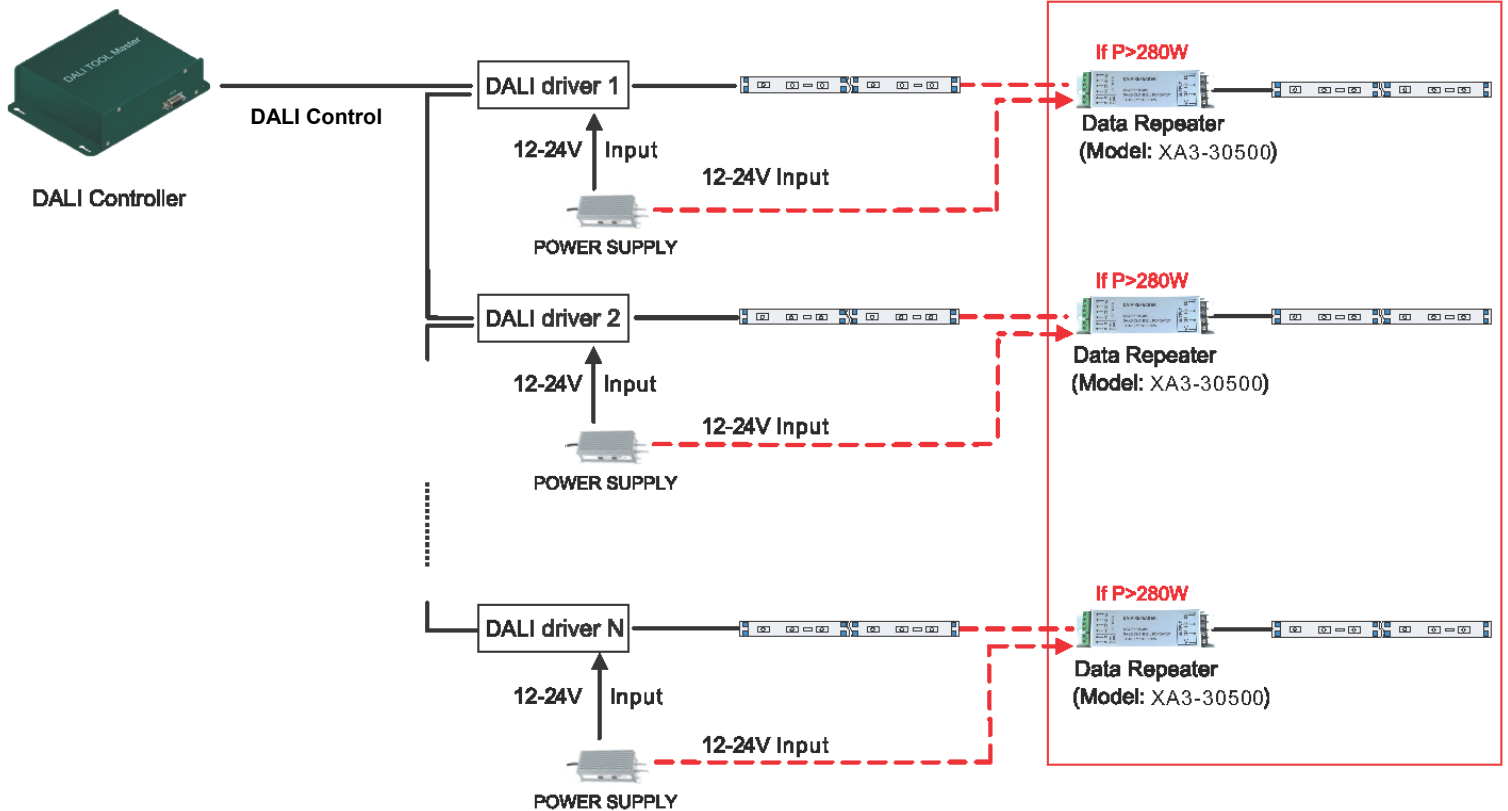 DALI TOOL Master
DALI Control
DALI Controller
DALI driver 1
12-24V Input
POWER SUPPLY
12-24V Input
If P>280W
Data Repeater
(Model: XA3-30500)
DALI driver 2
12-24V Input
POWER SUPPLY
12-24V Input
If P>280W
Data Repeater
(Model: XA3-30500)
DALI driver N
12-24V Input
POWER SUPPLY
12-24V Input
If P>280W
Data Repeater
(Model: XA3-30500)